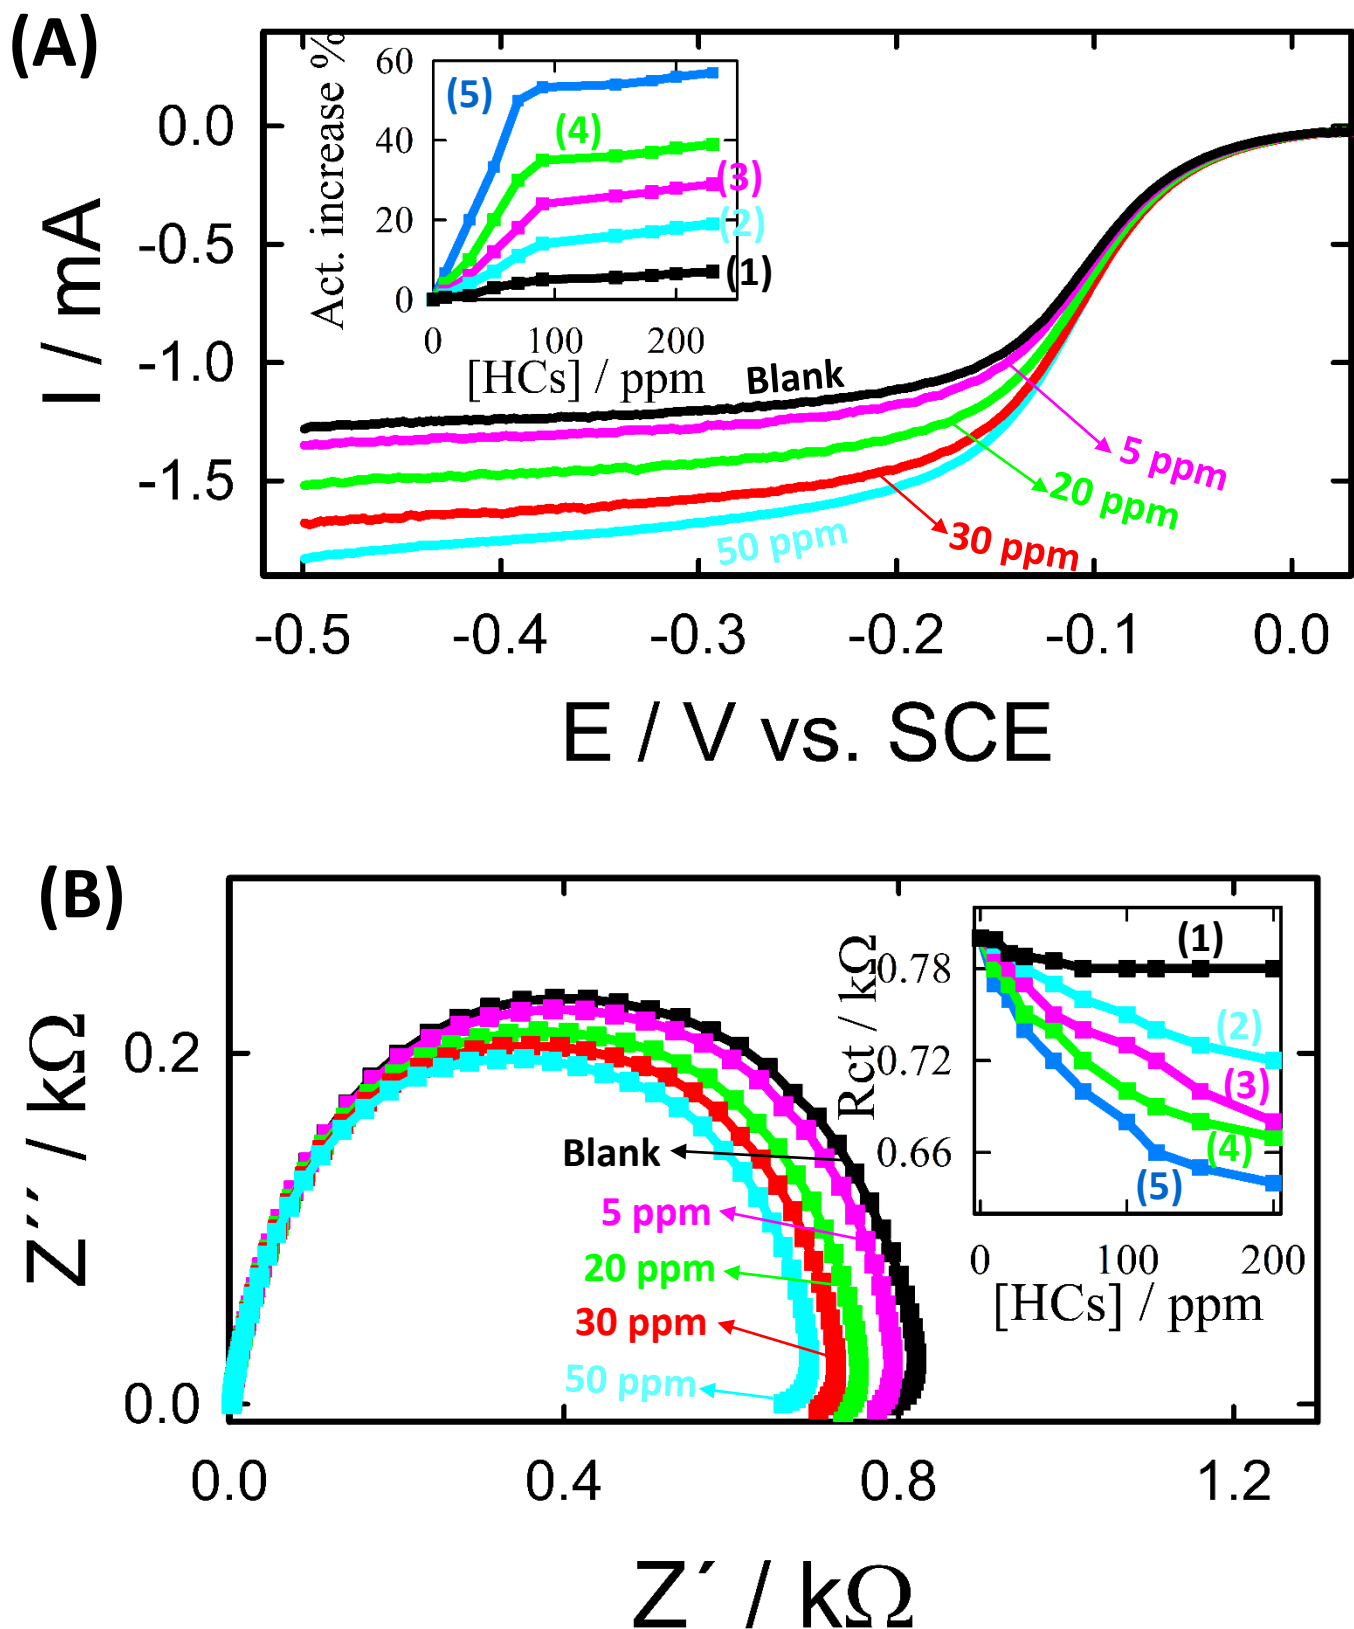 (A)
I / mA
0.0
-0.5
-1.0
-1.5
Act. increase %
60
40
20
0
(5)
(4)
(3)
(2)
(1)
0 100 200
[HCs] / ppm
Blank
5 ppm
20 ppm
30 ppm
50 ppm
-0.5 -0.4 -0.3 -0.2 -0.1 0.0
E / V vs. SCE
(B)
Z´´ / kΩ
0.2
0.0
Rct / kΩ
0.78
0.72
0.66
(1)
(2)
(3)
(4)
(5)
0 100 200
[HCs] / ppm
Blank
5 ppm
20 ppm
30 ppm
50 ppm
0.0 0.4 0.8 1.2
Z´ / kΩ